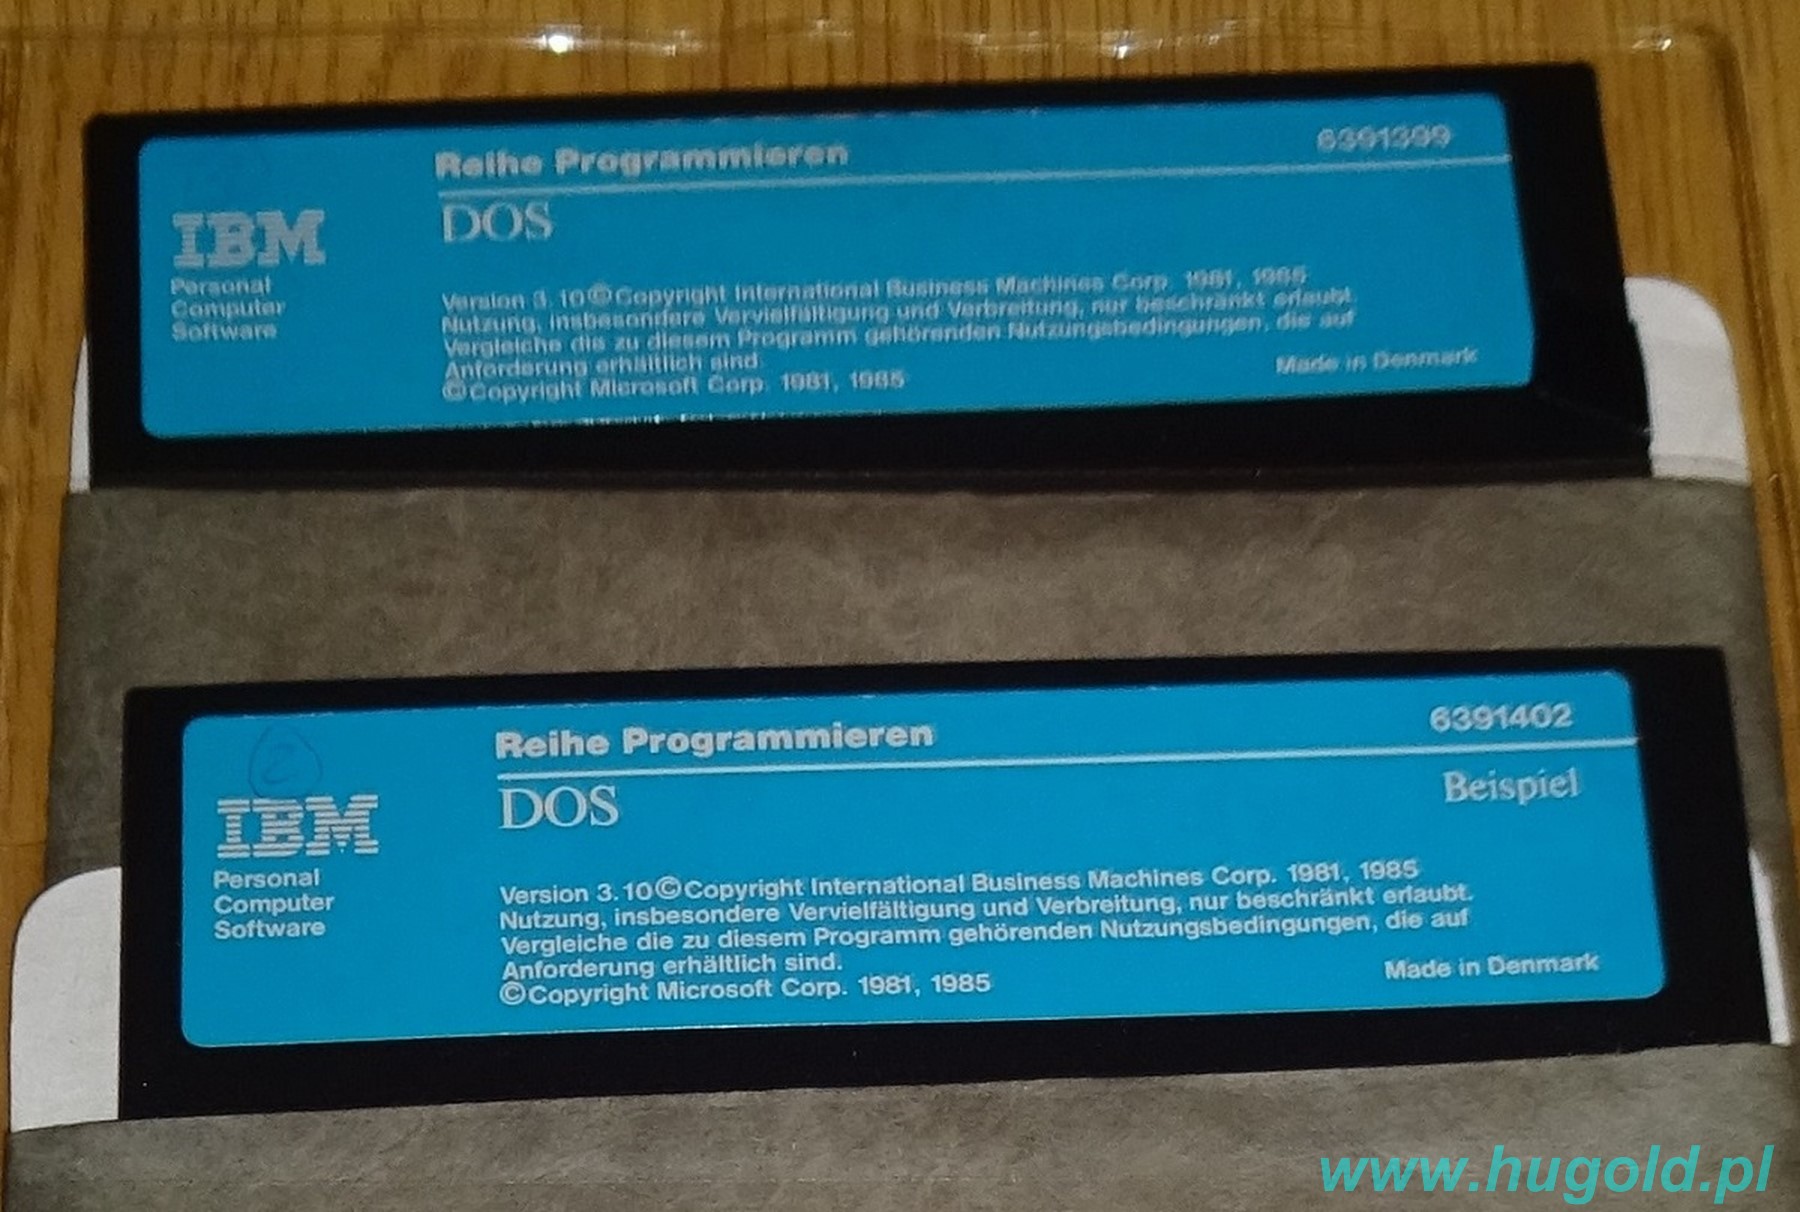 Reihe Programmieren 6391399
DOS
IBM
Personal
Computer
Software
Version 3.10©Copyright International Business Machines Corp. 1981, 1985
Nutzung, insbesondere Vervielfältigung und Verbreitung, nur beschränkt erlaubt.
Vergleiche die zu diesem Programm gehörenden Nutzungsbedingungen, die auf
Anforderung erhältlich sind.
©Copyright Microsoft Corp. 1981, 1985
Made in Denmark
2
Reihe Programmieren 6391402
DOS Beispiel
IBM
Personal
Computer
Software
Version 3.10©Copyright International Business Machines Corp. 1981, 1985
Nutzung, insbesondere Vervielfältigung und Verbreitung, nur beschränkt erlaubt.
Vergleiche die zu diesem Programm gehörenden Nutzungsbedingungen, die auf
Anforderung erhältlich sind.
©Copyright Microsoft Corp. 1981, 1985
Made in Denmark
www.hugold.pl